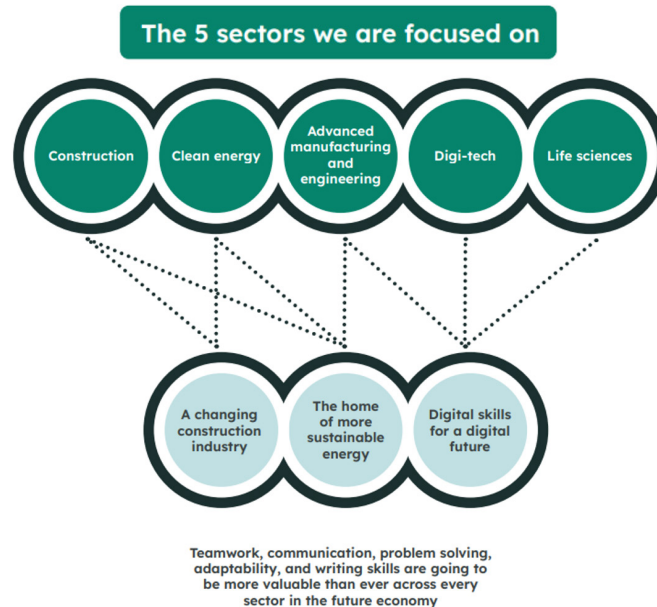 The 5 sectors we are focused on
Construction
Clean energy
Advanced
manufacturing
and
engineering
Digi-tech
Life sciences
A changing
construction
industry
The home
of more
sustainable
energy
Digital skills
for a digital
future
Teamwork, communication, problem solving,
adaptability, and writing skills are going to
be more valuable than ever across every
sector in the future economy